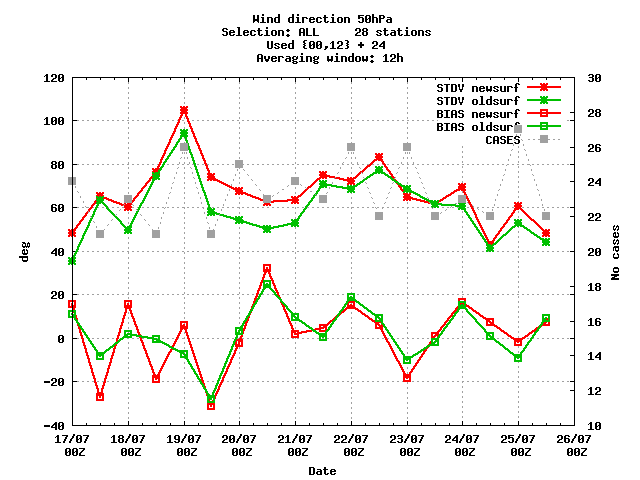 Wind direction 50hPa
Selection: ALL     28 stations
Used {00,12} + 24
Averaging window: 12h
120 30
STDV newsurf
STDV oldsurf
BIAS newsurf
BIAS oldsurf
CASES
100 28
80 26
60 24
40 22
20 20
0 18
-20 16
-40 14
12
10
deg
No cases
17/07 18/07 19/07 20/07 21/07 22/07 23/07 24/07 25/07 26/07
00Z 00Z 00Z 00Z 00Z 00Z 00Z 00Z 00Z 00Z
Date